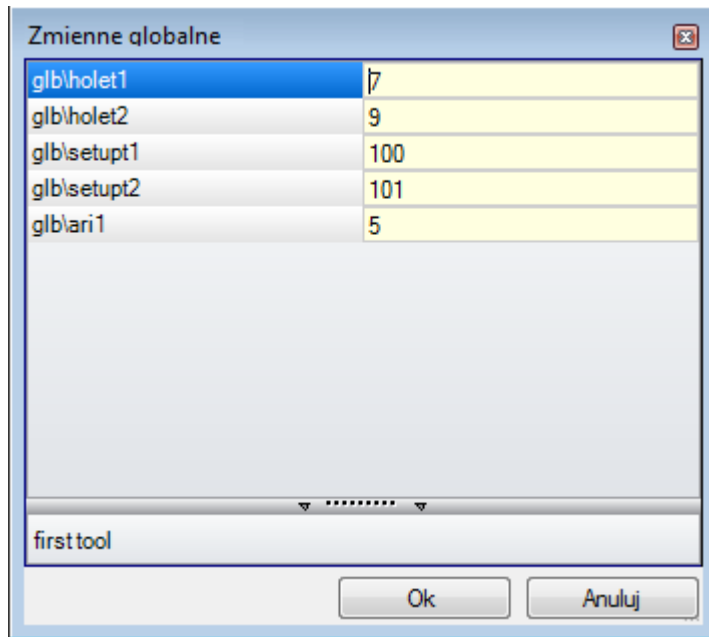 Zmienne globalne
glb\holet1 7
glb\holet2 9
glb\setupt1 100
glb\setupt2 101
glb\ari1 5
first tool
Ok Anuluj